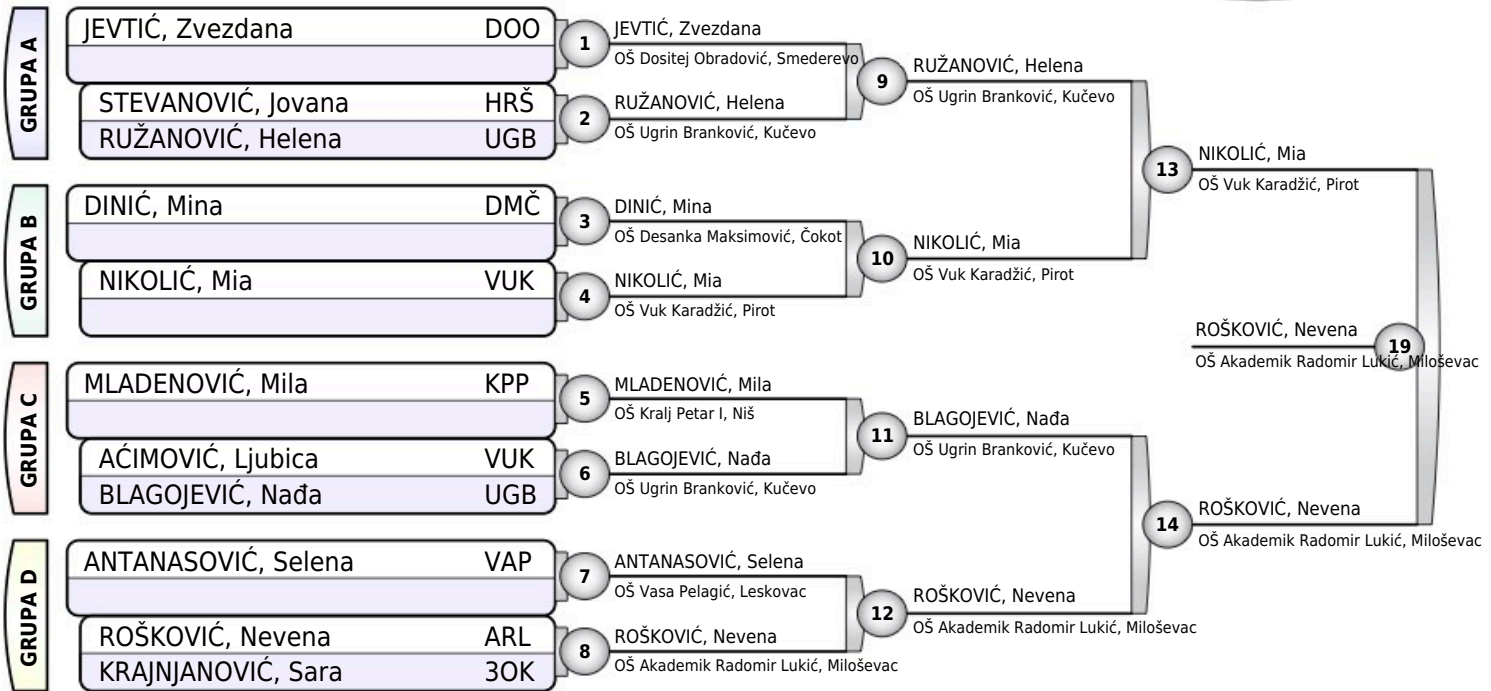 GRUPA A
JEVTIĆ, Zvezdana DOO
STEVANOVIĆ, Jovana HRŠ
RUŽANOVIĆ, Helena UGB
GRUPA B
DINIĆ, Mina DMČ
NIKOLIĆ, Mia VUK
GRUPA C
MLADENOVIĆ, Mila KPP
AĆIMOVIĆ, Ljubica VUK
BLAGOJEVIĆ, Nađa UGB
GRUPA D
ANTANASOVIĆ, Selena VAP
ROŠKOVIĆ, Nevena ARL
KRAJNJANOVIĆ, Sara 3OK
1
JEVTIĆ, Zvezdana
OŠ Dositej Obradović, Smederevo
2
RUŽANOVIĆ, Helena
OŠ Ugrin Branković, Kučevo
3
DINIĆ, Mina
OŠ Desanka Maksimović, Čokot
4
NIKOLIĆ, Mia
OŠ Vuk Karadžić, Pirot
5
MLADENOVIĆ, Mila
OŠ Kralj Petar I, Niš
6
BLAGOJEVIĆ, Nađa
OŠ Ugrin Branković, Kučevo
7
ANTANASOVIĆ, Selena
OŠ Vasa Pelagić, Leskovac
8
ROŠKOVIĆ, Nevena
OŠ Akademik Radomir Lukić, Miloševac
9
RUŽANOVIĆ, Helena
OŠ Ugrin Branković, Kučevo
10
NIKOLIĆ, Mia
OŠ Vuk Karadžić, Pirot
11
BLAGOJEVIĆ, Nađa
OŠ Ugrin Branković, Kučevo
12
ROŠKOVIĆ, Nevena
OŠ Akademik Radomir Lukić, Miloševac
13
NIKOLIĆ, Mia
OŠ Vuk Karadžić, Pirot
14
ROŠKOVIĆ, Nevena
OŠ Akademik Radomir Lukić, Miloševac
ROŠKOVIĆ, Nevena
19
OŠ Akademik Radomir Lukić, Miloševac